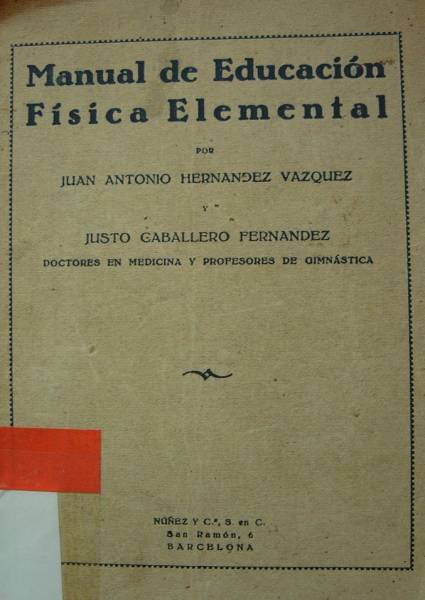 Manual de Educación
Física Elemental
POR
JUAN ANTONIO HERNANDEZ VAZQUEZ
Y
JUSTO CABALLERO FERNANDEZ
DOCTORES EN MEDICINA Y PROFESORES DE GIMNÁSTICA
NÚÑEZ Y C.ª, S. en C.
San Ramón, 6
BARCELONA